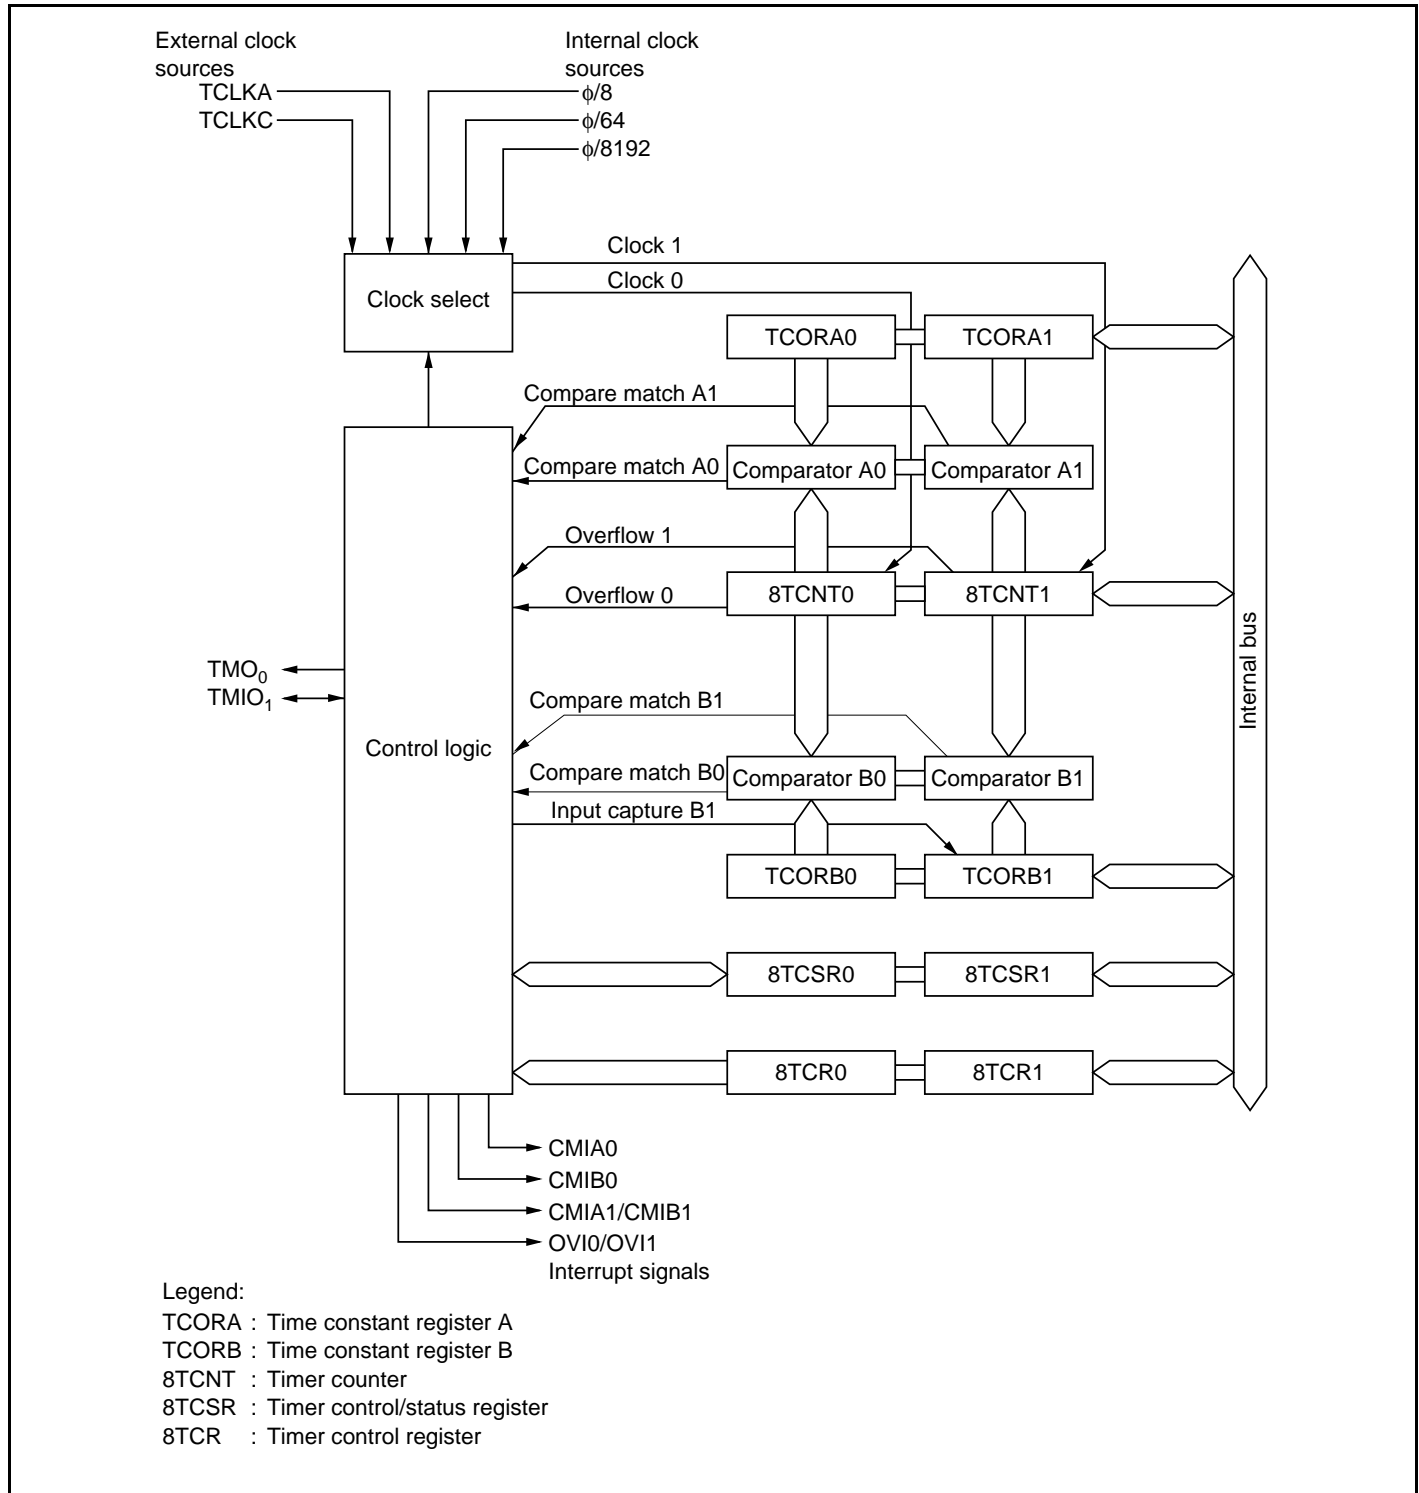 External clock
sources
TCLKA
TCLKC
Internal clock
sources
ϕ/8
ϕ/64
ϕ/8192
Clock 1
Clock 0
Clock select
TCORA0
TCORA1
Compare match A1
Compare match A0
Comparator A0
Comparator A1
Overflow 1
Overflow 0
8TCNT0
8TCNT1
Internal bus
TMO0
TMIO1
Control logic
Compare match B1
Compare match B0
Comparator B0
Comparator B1
Input capture B1
TCORB0
TCORB1
8TCSR0
8TCSR1
8TCR0
8TCR1
CMIA0
CMIB0
CMIA1/CMIB1
OVI0/OVI1
Interrupt signals
Legend:
TCORA : Time constant register A
TCORB : Time constant register B
8TCNT : Timer counter
8TCSR : Timer control/status register
8TCR : Timer control register